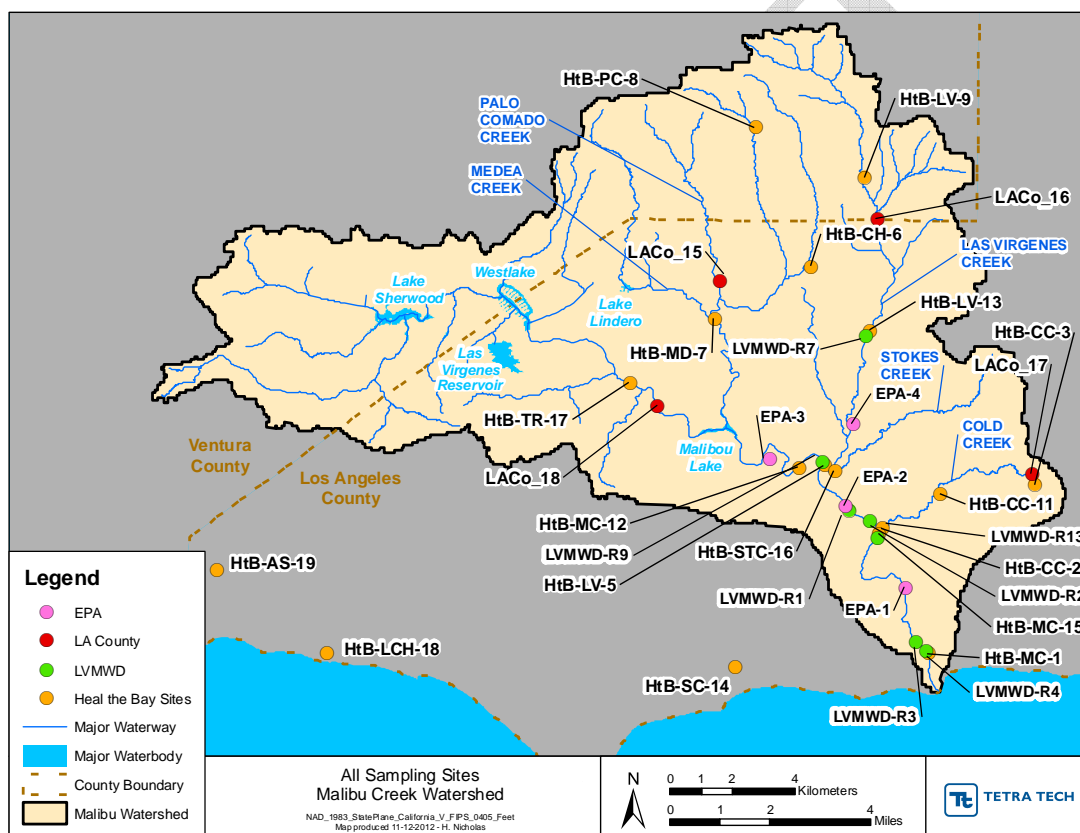 HtB-PC-8
HtB-LV-9
PALO
COMADO
CREEK
MEDEA
CREEK
LACo_16
HtB-CH-6
LACo_15
LAS VIRGENES
CREEK
Westlake
Lake
Sherwood
Lake
Lindero
HtB-LV-13
HtB-CC-3
HtB-MD-7
LVMWD-R7
STOKES
CREEK
LACo_17
Las
Virgenes
Reservoir
EPA-4
EPA-3
HtB-TR-17
COLD
CREEK
Malibou
Lake
Ventura
County
Los Angeles
County
LACo_18
EPA-2
HtB-CC-11
HtB-MC-12
LVMWD-R9
HtB-STC-16
LVMWD-R13
HtB-LV-5
HtB-CC-2
HtB-AS-19
LVMWD-R1
LVMWD-R2
EPA-1
HtB-MC-15
HtB-LCH-18
HtB-MC-1
HtB-SC-14
LVMWD-R4
LVMWD-R3
Legend
EPA
LA County
LVMWD
Heal the Bay Sites
Major Waterway
Major Waterbody
County Boundary
Malibu Watershed
All Sampling Sites
Malibu Creek Watershed
NAD_1983_StatePlane_California_V_FIPS_0405_Feet
Map produced 11-12-2012 - H. Nicholas
N
0 1 2 4
Kilometers
0 1 2 4
Miles
Tt TETRA TECH